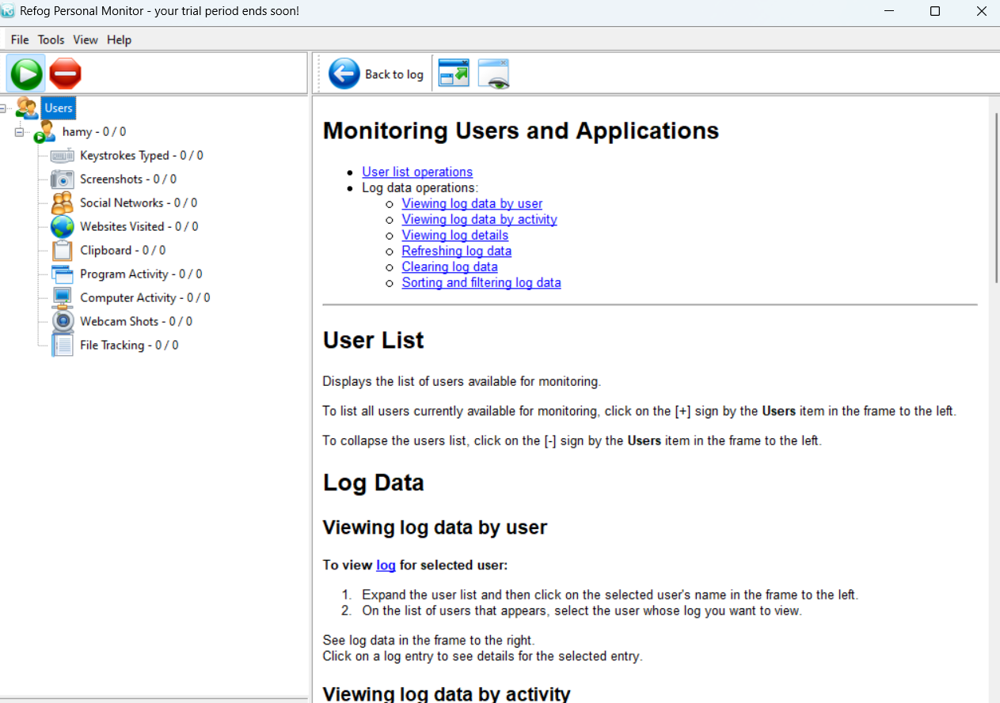 Refog Personal Monitor - your trial period ends soon!
File Tools View Help
Back to log
Users
hamy - 0 / 0
Keystrokes Typed - 0 / 0
Screenshots - 0 / 0
Social Networks - 0 / 0
Websites Visited - 0 / 0
Clipboard - 0 / 0
Program Activity - 0 / 0
Computer Activity - 0 / 0
Webcam Shots - 0 / 0
File Tracking - 0 / 0
Monitoring Users and Applications
User list operations
Log data operations:
Viewing log data by user
Viewing log data by activity
Viewing log details
Refreshing log data
Clearing log data
Sorting and filtering log data
User List
Displays the list of users available for monitoring.
To list all users currently available for monitoring, click on the [+] sign by the Users item in the frame to the left.
To collapse the users list, click on the [-] sign by the Users item in the frame to the left.
Log Data
Viewing log data by user
To view log for selected user:
1. Expand the user list and then click on the selected user's name in the frame to the left.
2. On the list of users that appears, select the user whose log you want to view.
See log data in the frame to the right.
Click on a log entry to see details for the selected entry.
Viewing log data by activity